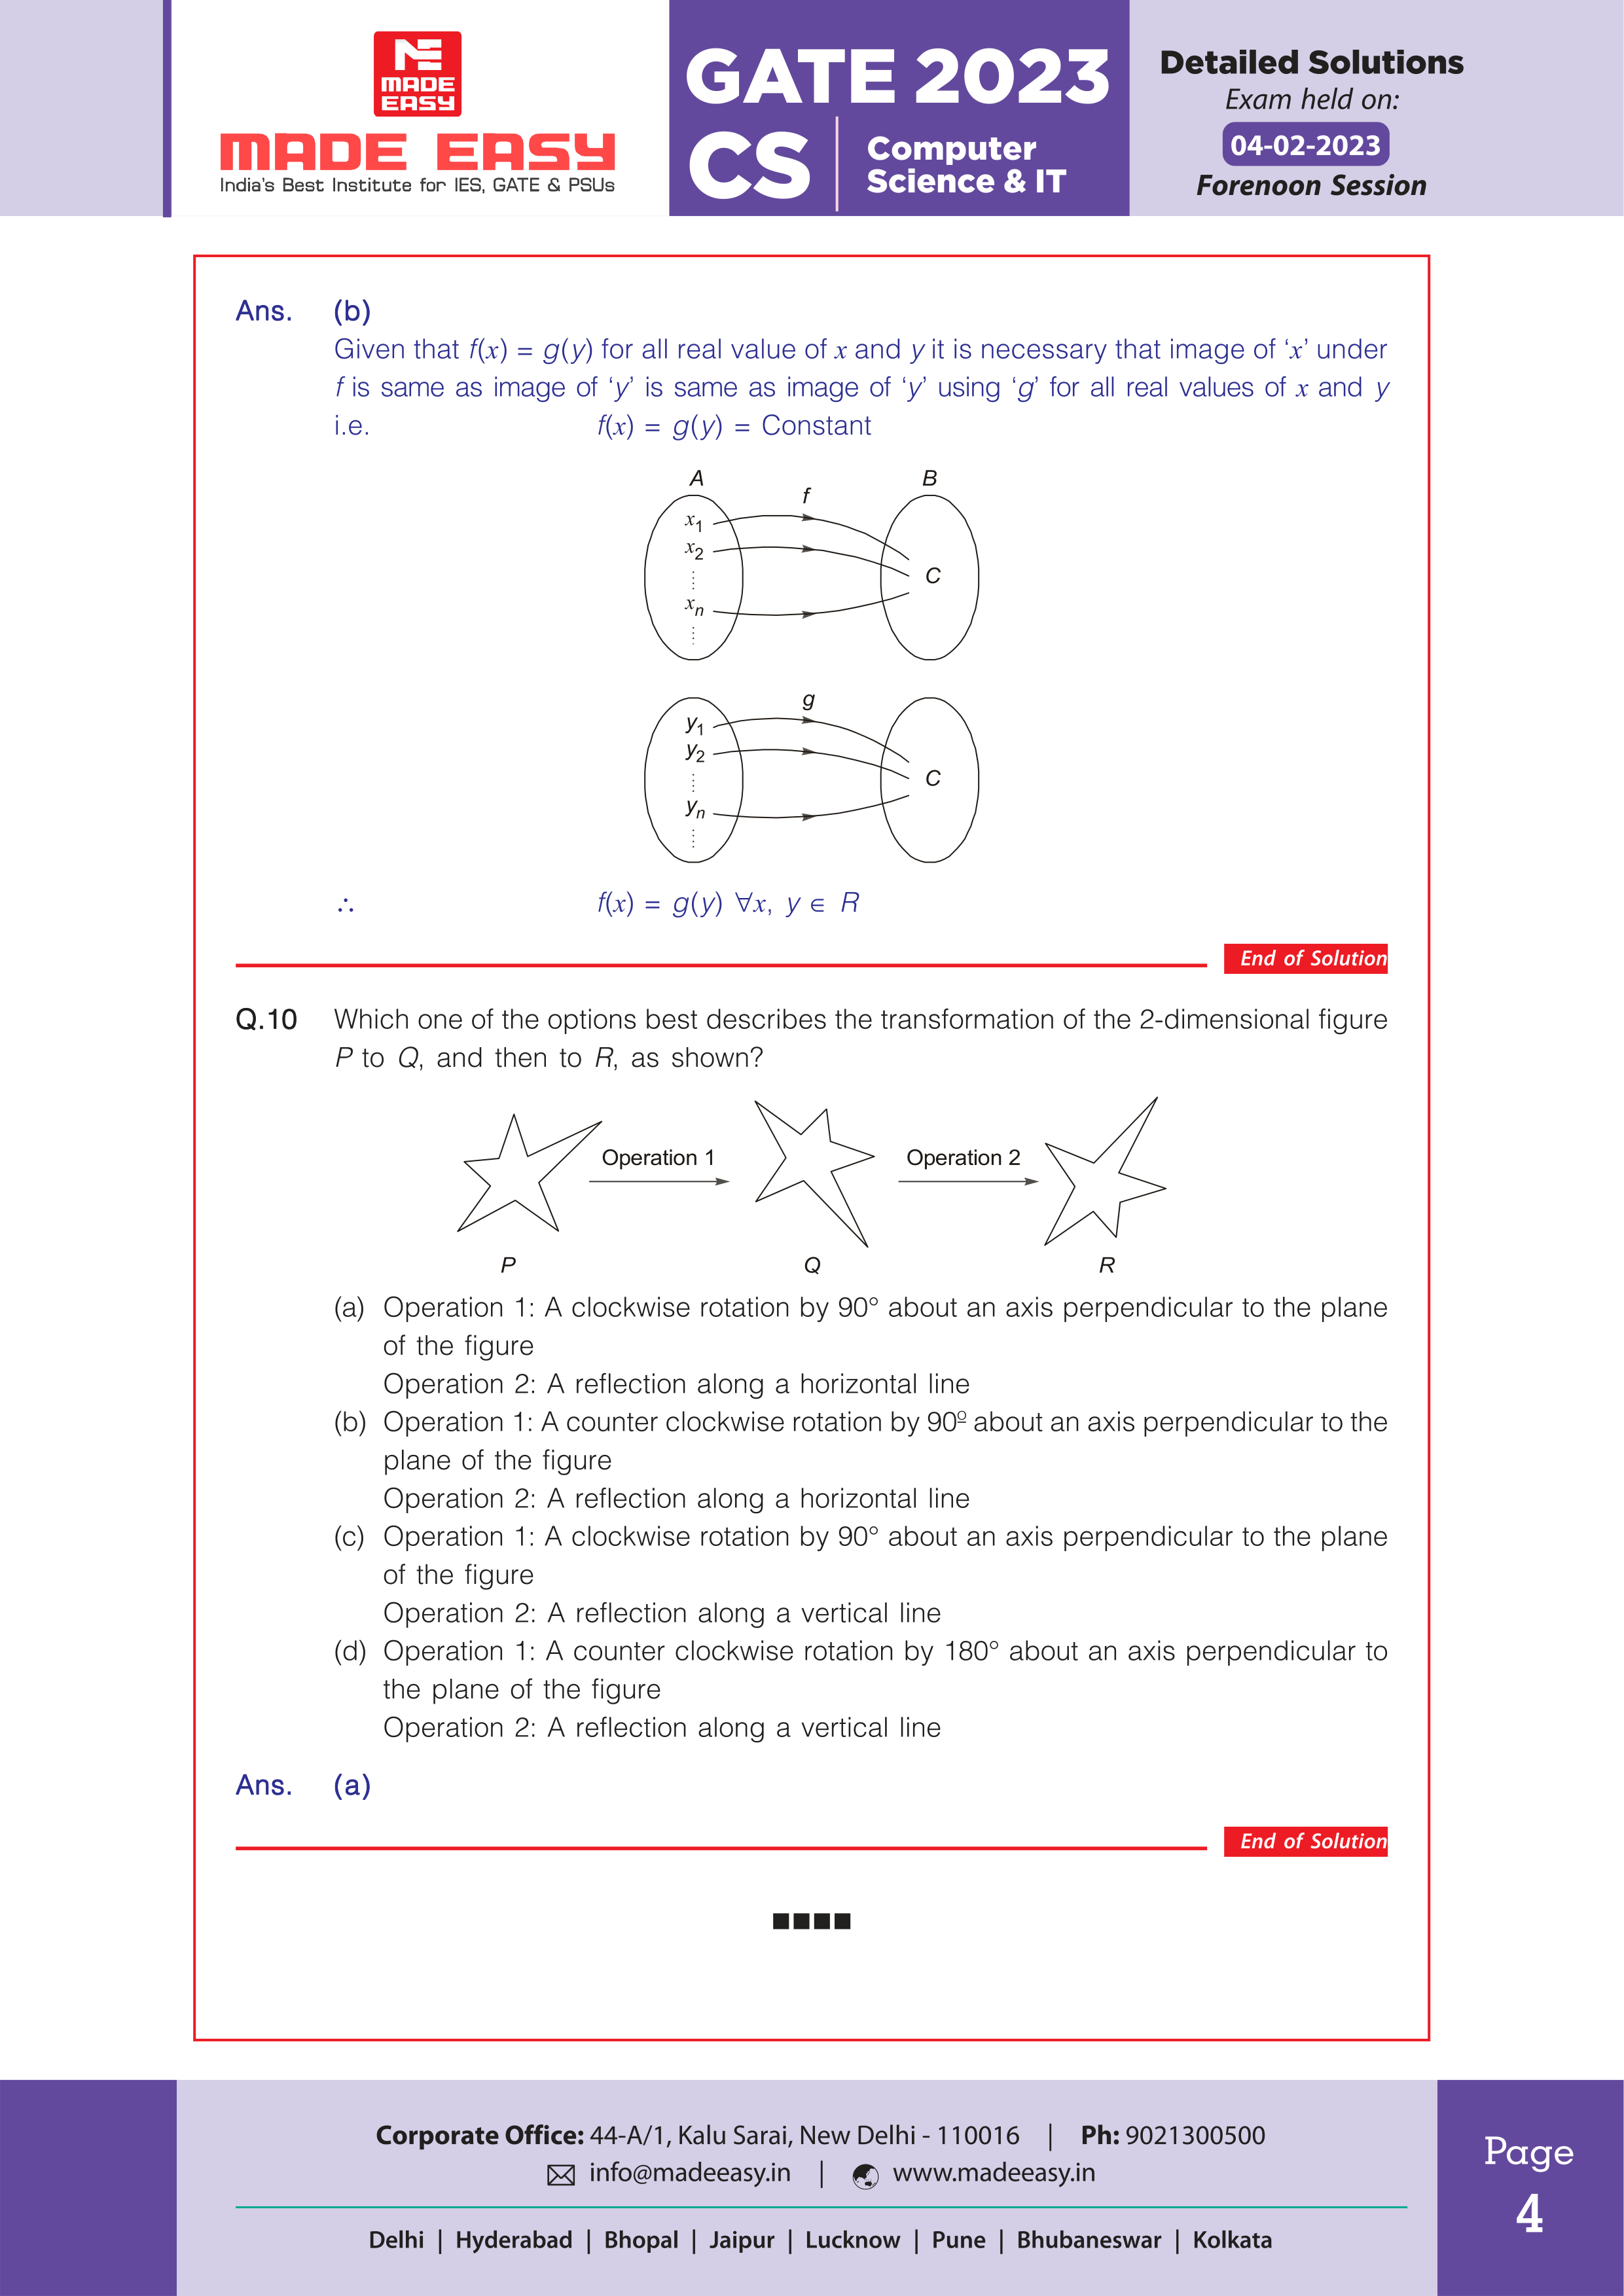 MADE
EASY
MADE EASY
India's Best Institute for IES, GATE & PSUs
GATE 2023
CS
Computer
Science & IT
Detailed Solutions
Exam held on:
04-02-2023
Forenoon Session
Ans. (b)
Given that f(x) = g(y) for all real value of x and y it is necessary that image of ‘x’ under
f is same as image of ‘y’ is same as image of ‘y’ using ‘g’ for all real values of x and y
i.e. f(x) = g(y) = Constant
A f B
x1
x2
⋮
xn
⋮
C
g
y1
y2
⋮
yn
⋮
C
∴ f(x) = g(y) ∀x, y ∈ R
End of Solution
Q.10 Which one of the options best describes the transformation of the 2-dimensional figure
P to Q, and then to R, as shown?
Operation 1 Operation 2
P Q R
(a) Operation 1: A clockwise rotation by 90° about an axis perpendicular to the plane
of the figure
Operation 2: A reflection along a horizontal line
(b) Operation 1: A counter clockwise rotation by 90º about an axis perpendicular to the
plane of the figure
Operation 2: A reflection along a horizontal line
(c) Operation 1: A clockwise rotation by 90° about an axis perpendicular to the plane
of the figure
Operation 2: A reflection along a vertical line
(d) Operation 1: A counter clockwise rotation by 180° about an axis perpendicular to
the plane of the figure
Operation 2: A reflection along a vertical line
Ans. (a)
End of Solution
Corporate Office: 44-A/1, Kalu Sarai, New Delhi - 110016 | Ph: 9021300500
info@madeeasy.in | www.madeeasy.in
Delhi | Hyderabad | Bhopal | Jaipur | Lucknow | Pune | Bhubaneswar | Kolkata
Page
4